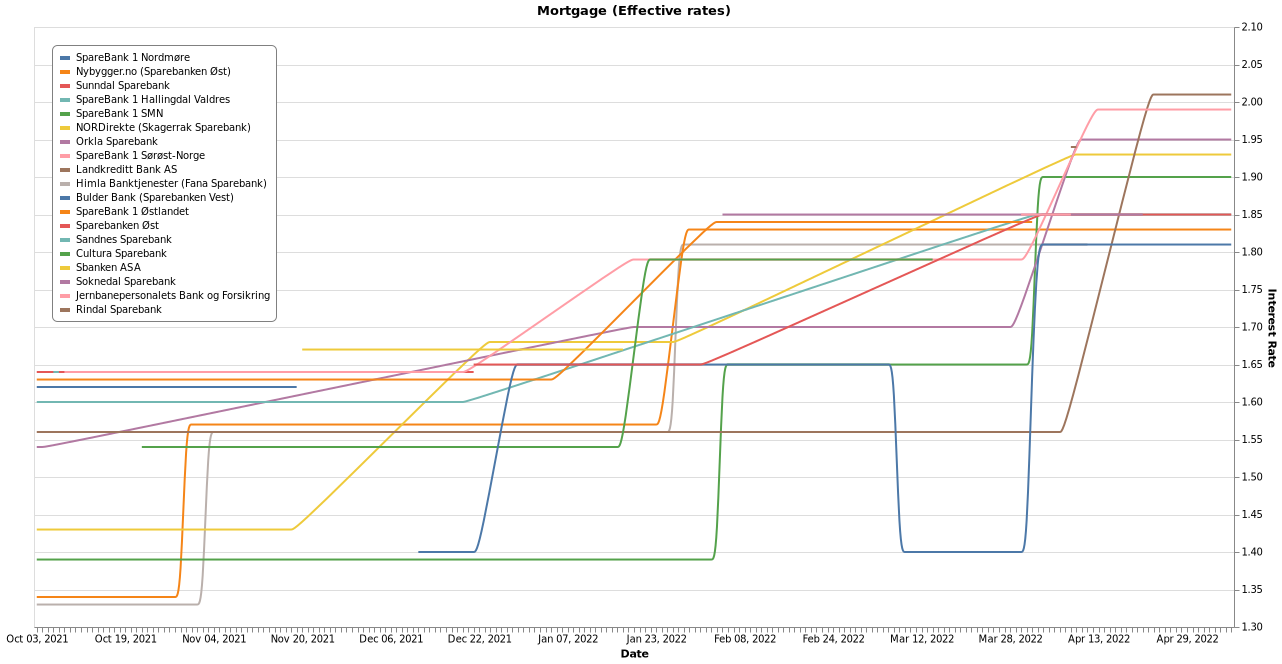 Mortgage (Effective rates)
SpareBank 1 Nordmøre
Nybygger.no (Sparebanken Øst)
Sunndal Sparebank
SpareBank 1 Hallingdal Valdres
SpareBank 1 SMN
NORDirekte (Skagerrak Sparebank)
Orkla Sparebank
SpareBank 1 Sørøst-Norge
Landkreditt Bank AS
Himla Banktjenester (Fana Sparebank)
Bulder Bank (Sparebanken Vest)
SpareBank 1 Østlandet
Sparebanken Øst
Sandnes Sparebank
Cultura Sparebank
Sbanken ASA
Soknedal Sparebank
Jernbanepersonalets Bank og Forsikring
Rindal Sparebank
2.10
2.05
2.00
1.95
1.90
1.85
1.80
1.75
1.70
1.65
1.60
1.55
1.50
1.45
1.40
1.35
1.30
Interest Rate
Oct 03, 2021 Oct 19, 2021 Nov 04, 2021 Nov 20, 2021 Dec 06, 2021 Dec 22, 2021 Jan 07, 2022 Jan 23, 2022 Feb 08, 2022 Feb 24, 2022 Mar 12, 2022 Mar 28, 2022 Apr 13, 2022 Apr 29, 2022
Date